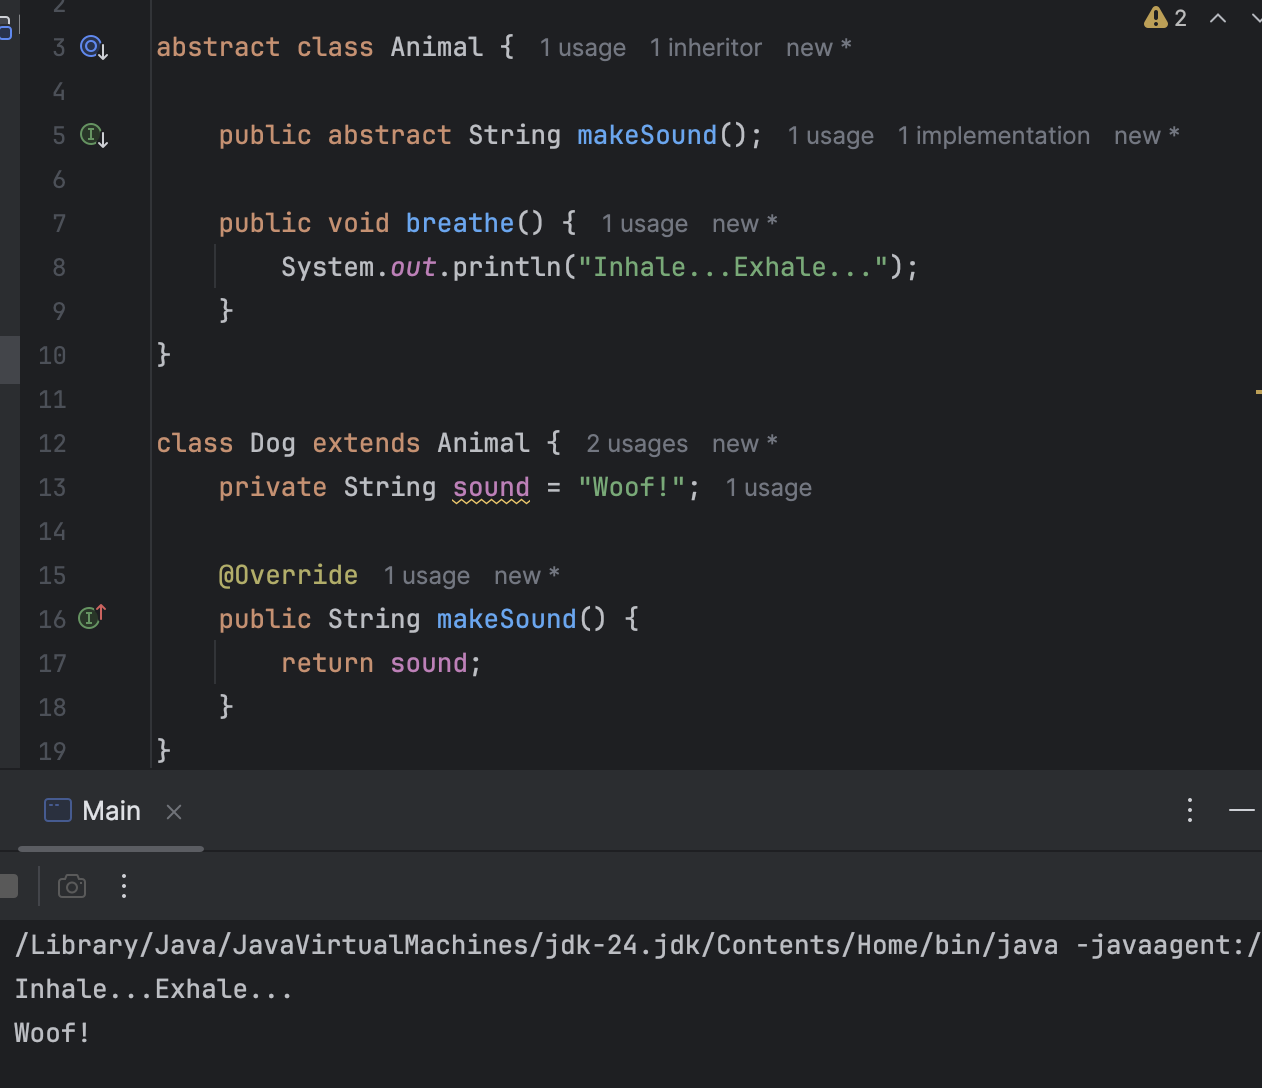 2
2
3 abstract class Animal { 1 usage 1 inheritor new *
4
5 public abstract String makeSound(); 1 usage 1 implementation new *
6
7 public void breathe() { 1 usage new *
8 System.out.println("Inhale...Exhale...");
9 }
10 }
11
12 class Dog extends Animal { 2 usages new *
13 private String sound = "Woof!"; 1 usage
14
15 @Override 1 usage new *
16 public String makeSound() {
17 return sound;
18 }
19 }
Main
/Library/Java/JavaVirtualMachines/jdk-24.jdk/Contents/Home/bin/java -javaagent:/
Inhale...Exhale...
Woof!